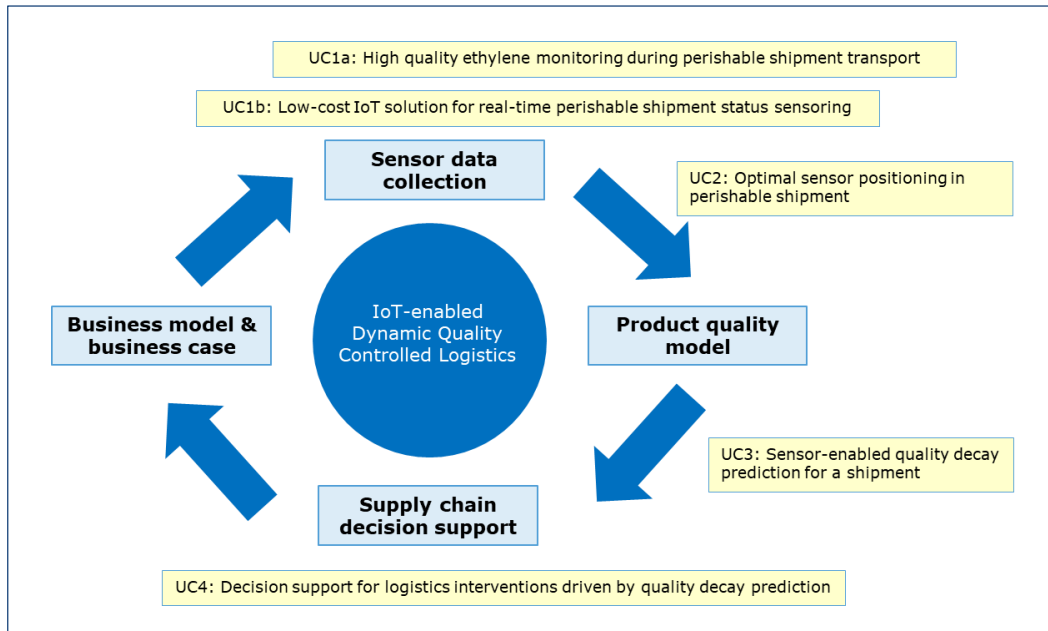 UC1a: High quality ethylene monitoring during perishable shipment transport
UC1b: Low-cost IoT solution for real-time perishable shipment status sensoring
Sensor data
collection
UC2: Optimal sensor positioning in
perishable shipment
Business model &
business case
IoT-enabled
Dynamic Quality
Controlled Logistics
Product quality
model
UC3: Sensor-enabled quality decay
prediction for a shipment
Supply chain
decision support
UC4: Decision support for logistics interventions driven by quality decay prediction